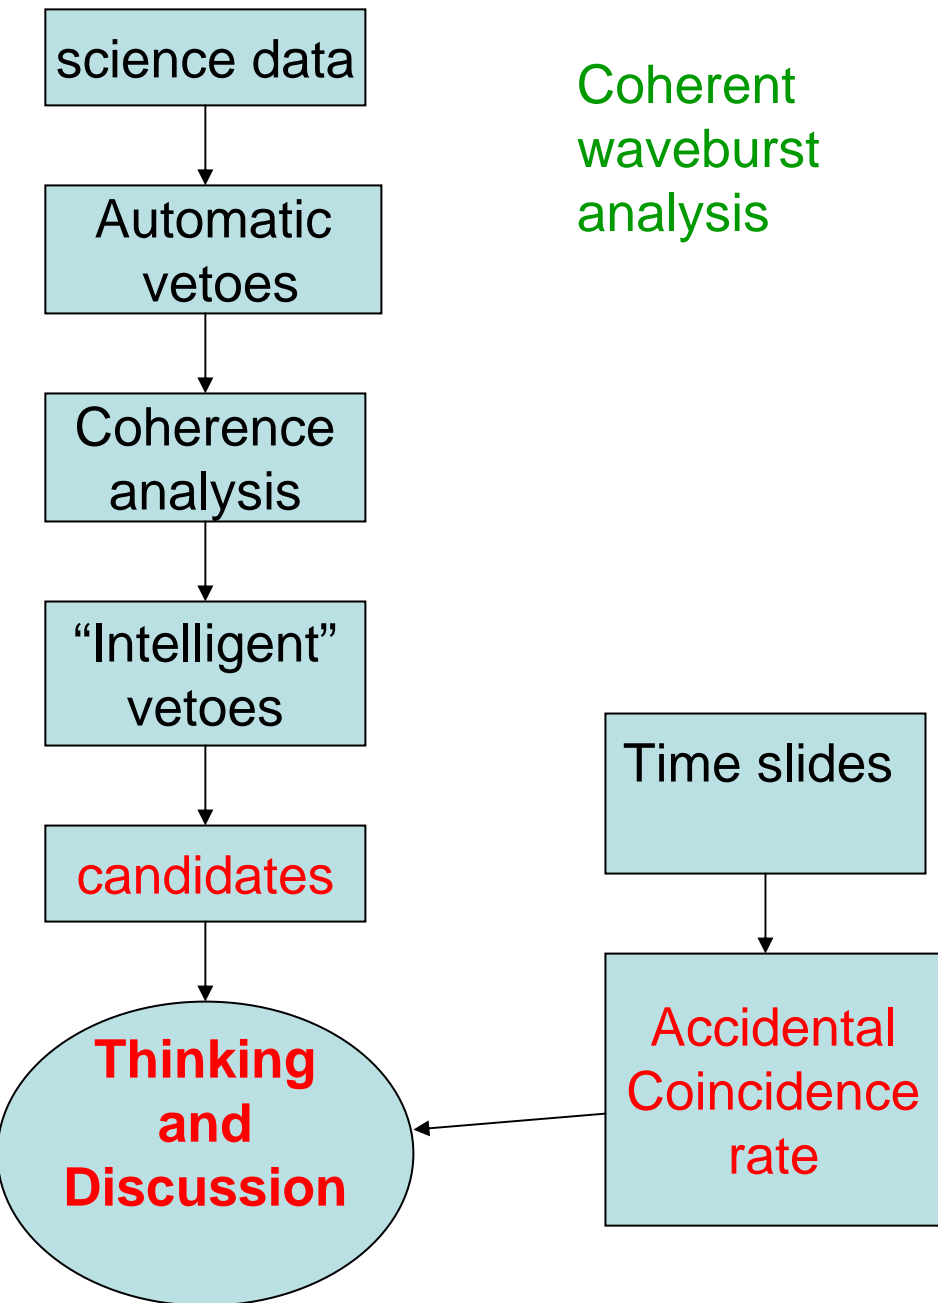 science data
Coherent
waveburst
analysis
Automatic
vetoes
Coherence
analysis
“Intelligent”
vetoes
Time slides
candidates
Accidental
Coincidence
rate
Thinking
and
Discussion